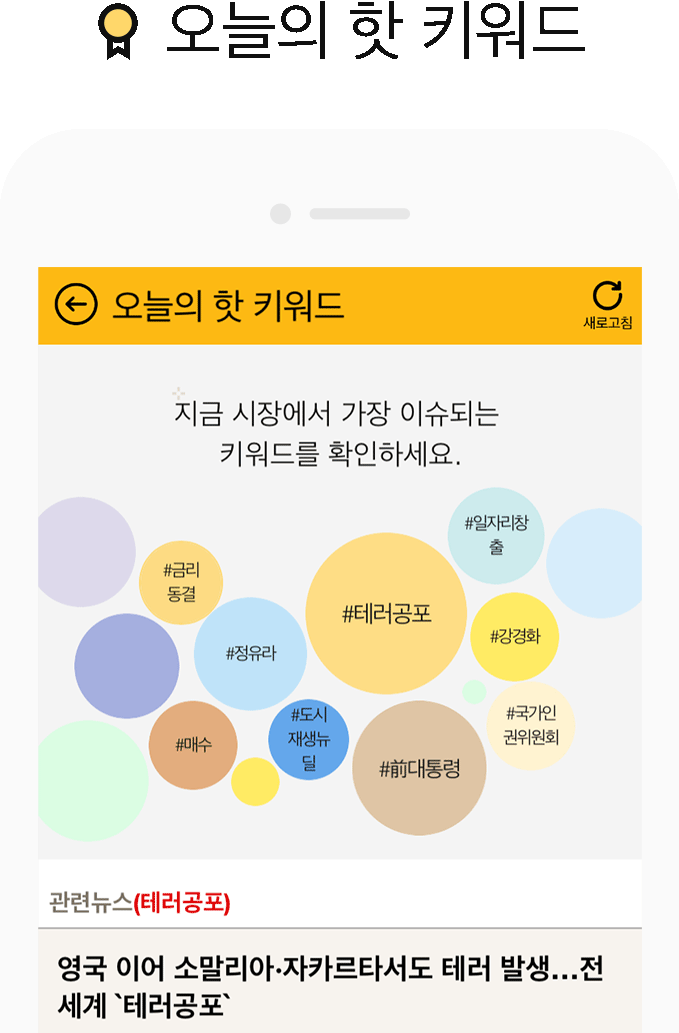 오늘의 핫 키워드
오늘의 핫 키워드
새로고침
지금 시장에서 가장 이슈되는
키워드를 확인하세요.
#일자리창
출
#금리
동결
#테러공포
#강경화
#정유라
#국가인
권위원회
#도시
재생뉴
딜
#매수
#前대통령
관련뉴스(테러공포)
영국 이어 소말리아·자카르타서도 테러 발생...전
세계 `테러공포`